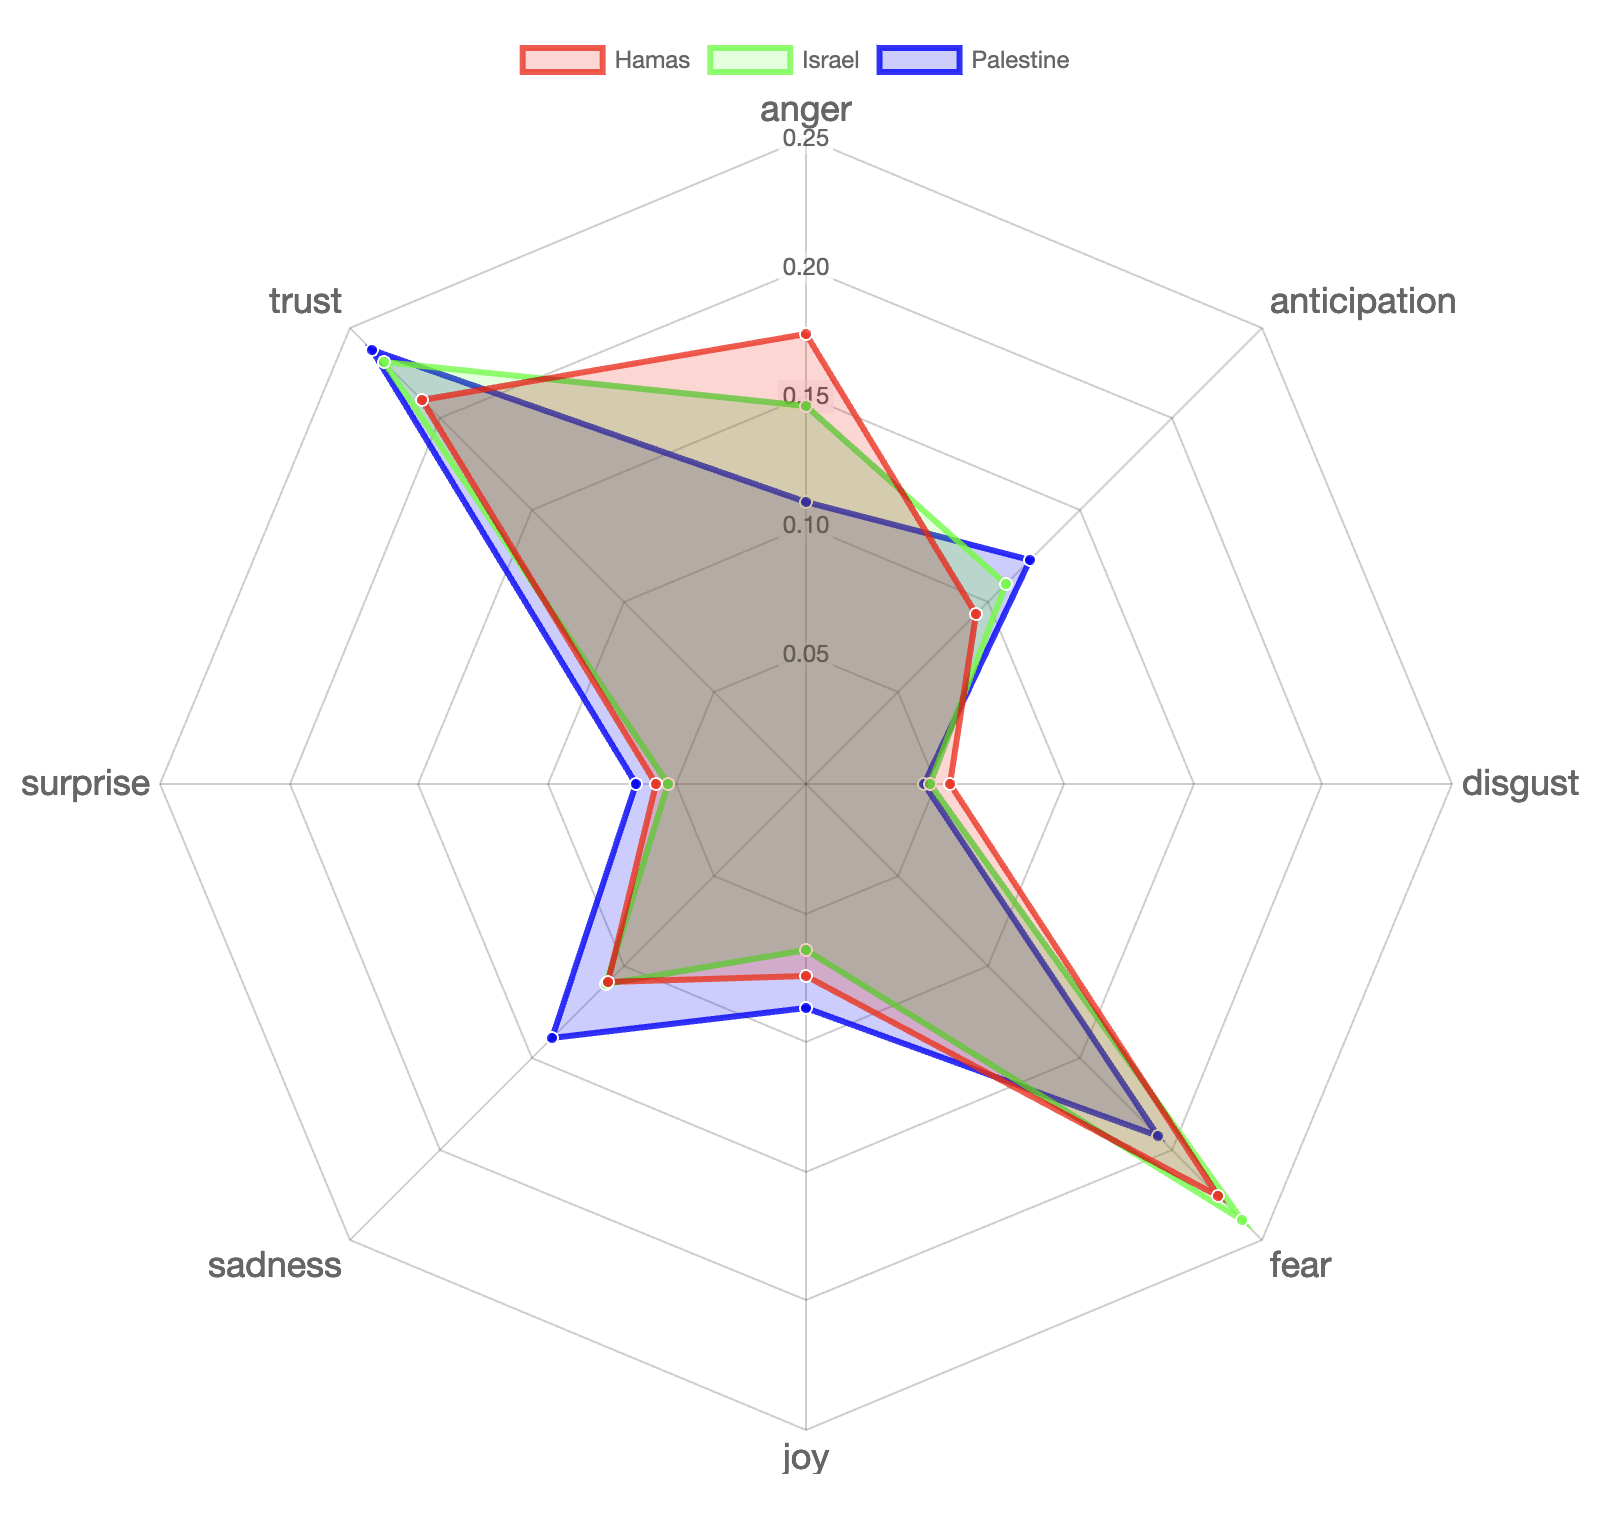 Hamas Israel Palestine
anger
0.25
0.20
trust
anticipation
0.15
0.10
0.05
surprise
disgust
sadness
fear
joy